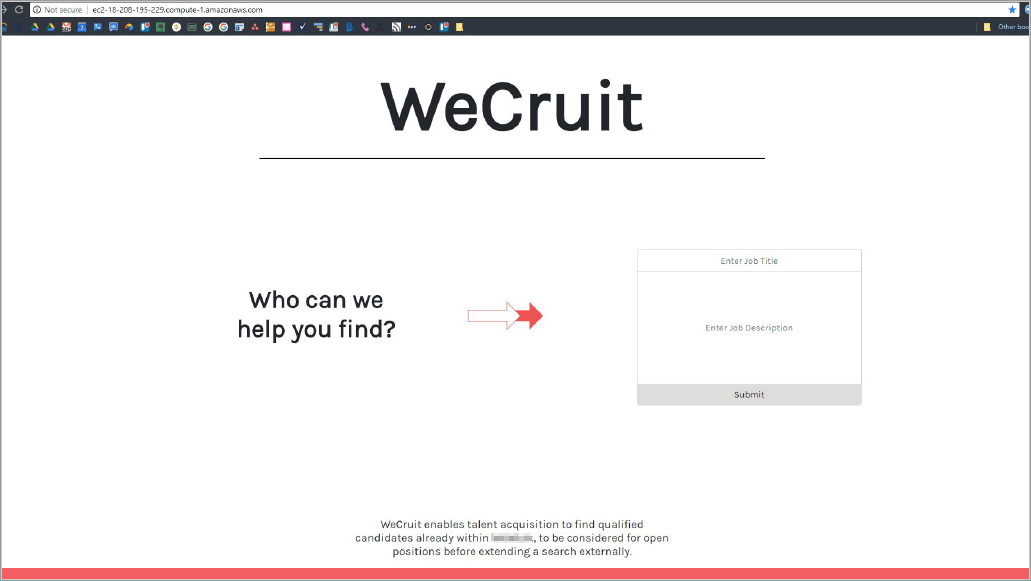 Not secure
ec2-18-208-195-229.compute-1.amazonaws.com
Other boo
WeCruit
Who can we
help you find?
Enter Job Title
Enter Job Description
Submit
WeCruit enables talent acquisition to find qualified
candidates already within , to be considered for open
positions before extending a search externally.